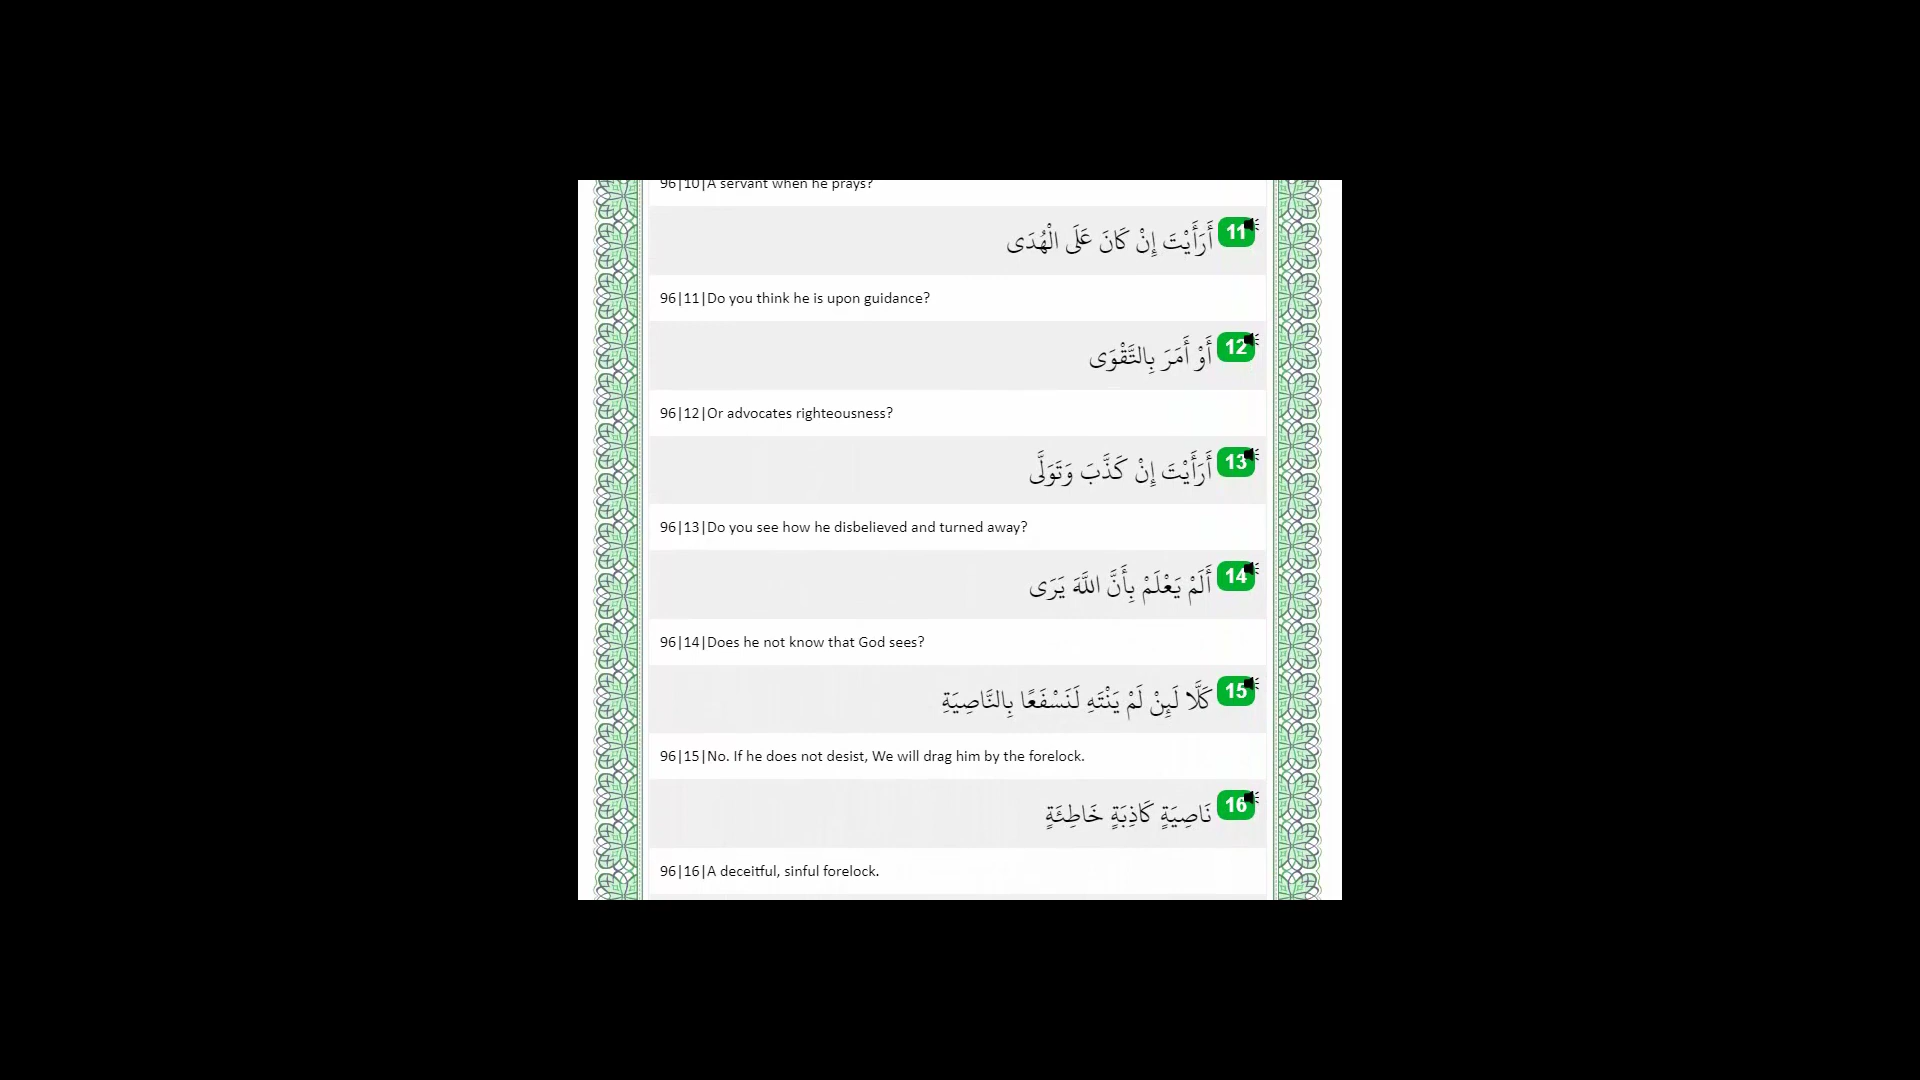 96|10|A servant when he prays?
11 أَرَأَيْتَ إِنْ كَانَ عَلَى الْهُدَى
96|11|Do you think he is upon guidance?
12 أَوْ أَمَرَ بِالتَّقْوَى
96|12|Or advocates righteousness?
13 أَرَأَيْتَ إِنْ كَذَّبَ وَتَوَلَّى
96|13|Do you see how he disbelieved and turned away?
14 أَلَمْ يَعْلَمْ بِأَنَّ اللَّهَ يَرَى
96|14|Does he not know that God sees?
15 كَلَّا لَئِنْ لَمْ يَنْتَهِ لَنَسْفَعًا بِالنَّاصِيَةِ
96|15|No. If he does not desist, We will drag him by the forelock.
16 نَاصِيَةٍ كَاذِبَةٍ خَاطِئَةٍ
96|16|A deceitful, sinful forelock.